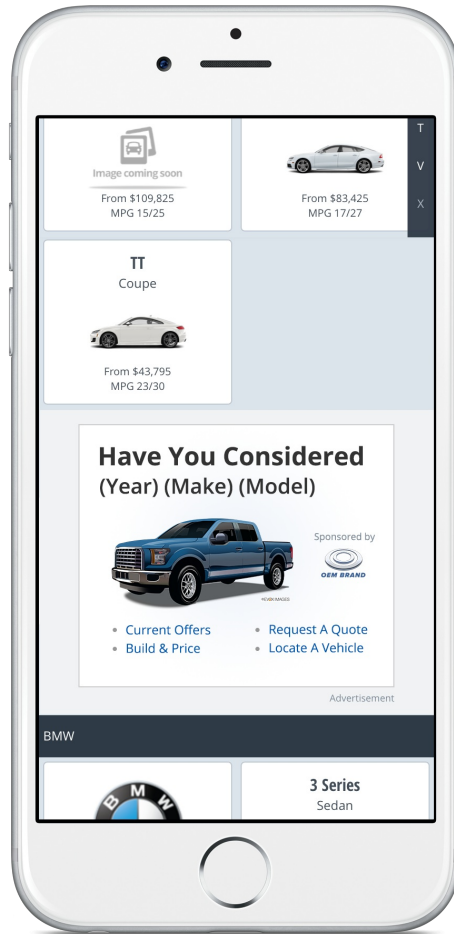 T
V
X
Image coming soon
From $109,825
MPG 15/25
From $83,425
MPG 17/27
TT
Coupe
From $43,795
MPG 23/30
Have You Considered
(Year) (Make) (Model)
Sponsored by
OEM BRAND
• Current Offers
• Build & Price
• Request A Quote
• Locate A Vehicle
Advertisement
BMW
BMW
3 Series
Sedan